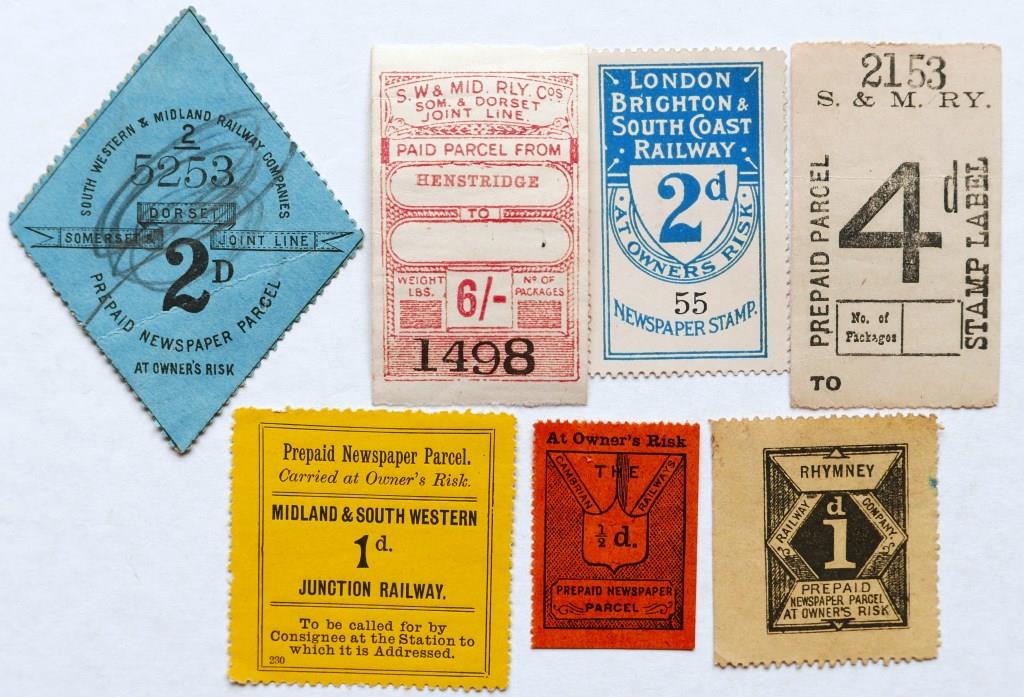 SOUTH WESTERN & MIDLAND RAILWAY COMPANIES
2
5253
DORSET
SOMERSET & JOINT LINE
2D
PREPAID NEWSPAPER PARCEL
AT OWNER'S RISK
S.W & MID. RLY. COS
SOM. & DORSET
JOINT LINE.
PAID PARCEL FROM
HENSTRIDGE
TO
WEIGHT LBS.
6/-
NO OF PACKAGES
1498
LONDON
BRIGHTON &
SOUTH COAST
· RAILWAY ·
2d
· AT OWNERS RISK ·
55
NEWSPAPER STAMP.
2153
S. & M. RY.
PREPAID PARCEL
4d
STAMP LABEL
No. of
Packages
TO
Prepaid Newspaper Parcel.
Carried at Owner's Risk.
MIDLAND & SOUTH WESTERN
1d.
JUNCTION RAILWAY.
To be called for by
Consignee at the Station to
which it is Addressed.
230
At Owner's Risk
THE
CAMBRIAN RAILWAYS
½d.
PREPAID NEWSPAPER
PARCEL
RHYMNEY
RAILWAY COMPANY.
d
1
PREPAID
NEWSPAPER PARCEL
AT OWNER'S RISK